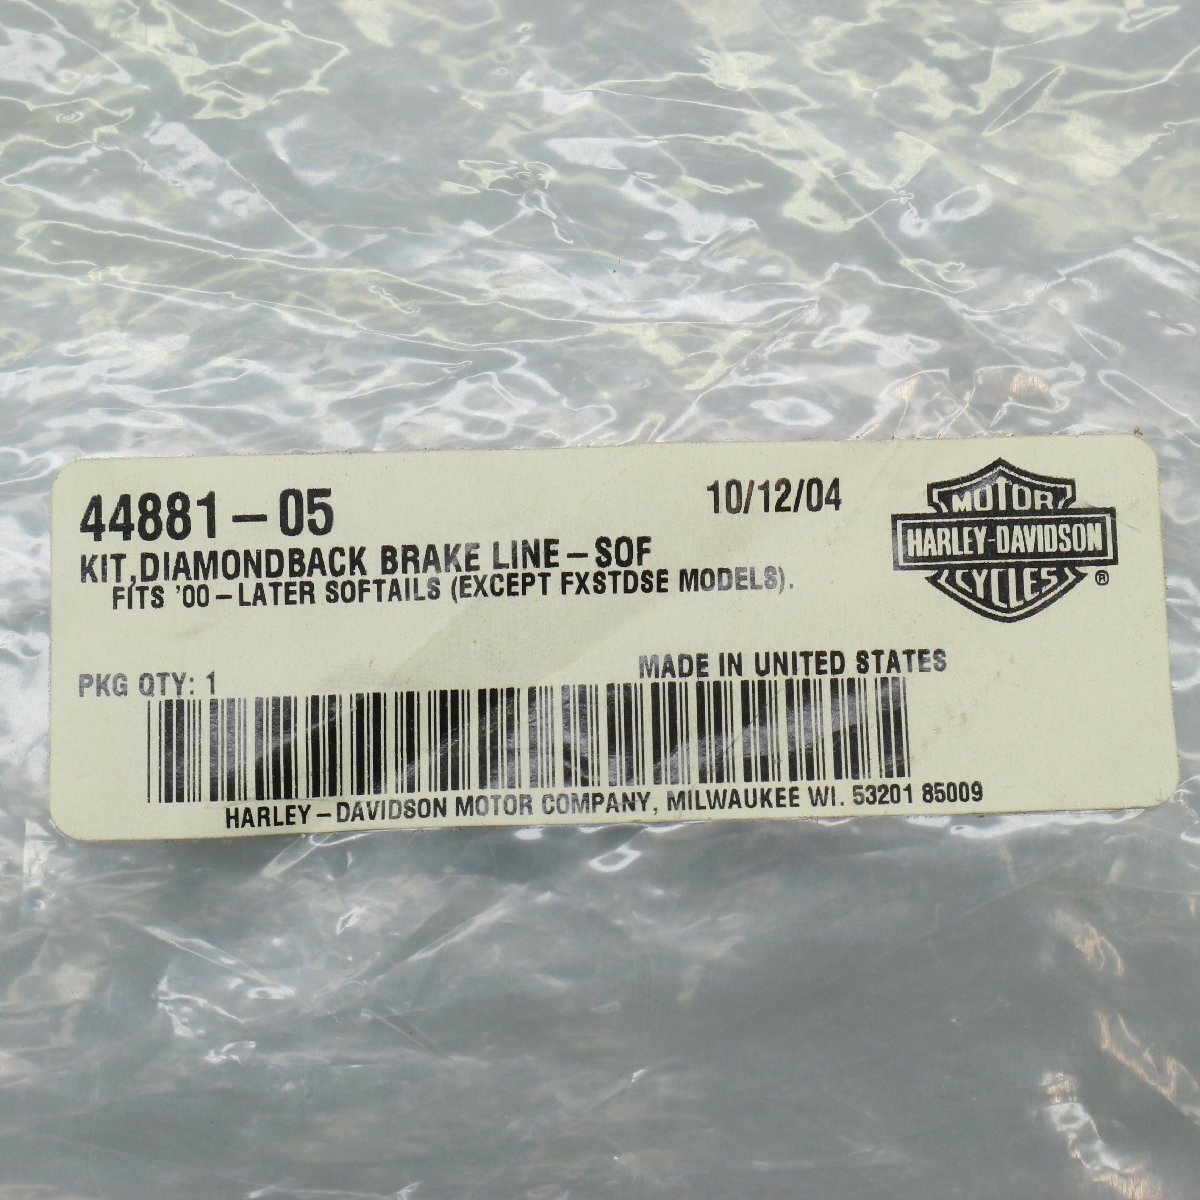 44881-05
10/12/04
KIT,DIAMONDBACK BRAKE LINE-SOF
FITS '00-LATER SOFTAILS (EXCEPT FXSTDSE MODELS).
MOTOR
HARLEY-DAVIDSON
CYCLES
®
MADE IN UNITED STATES
PKG QTY: 1
HARLEY-DAVIDSON MOTOR COMPANY, MILWAUKEE WI. 53201 85009